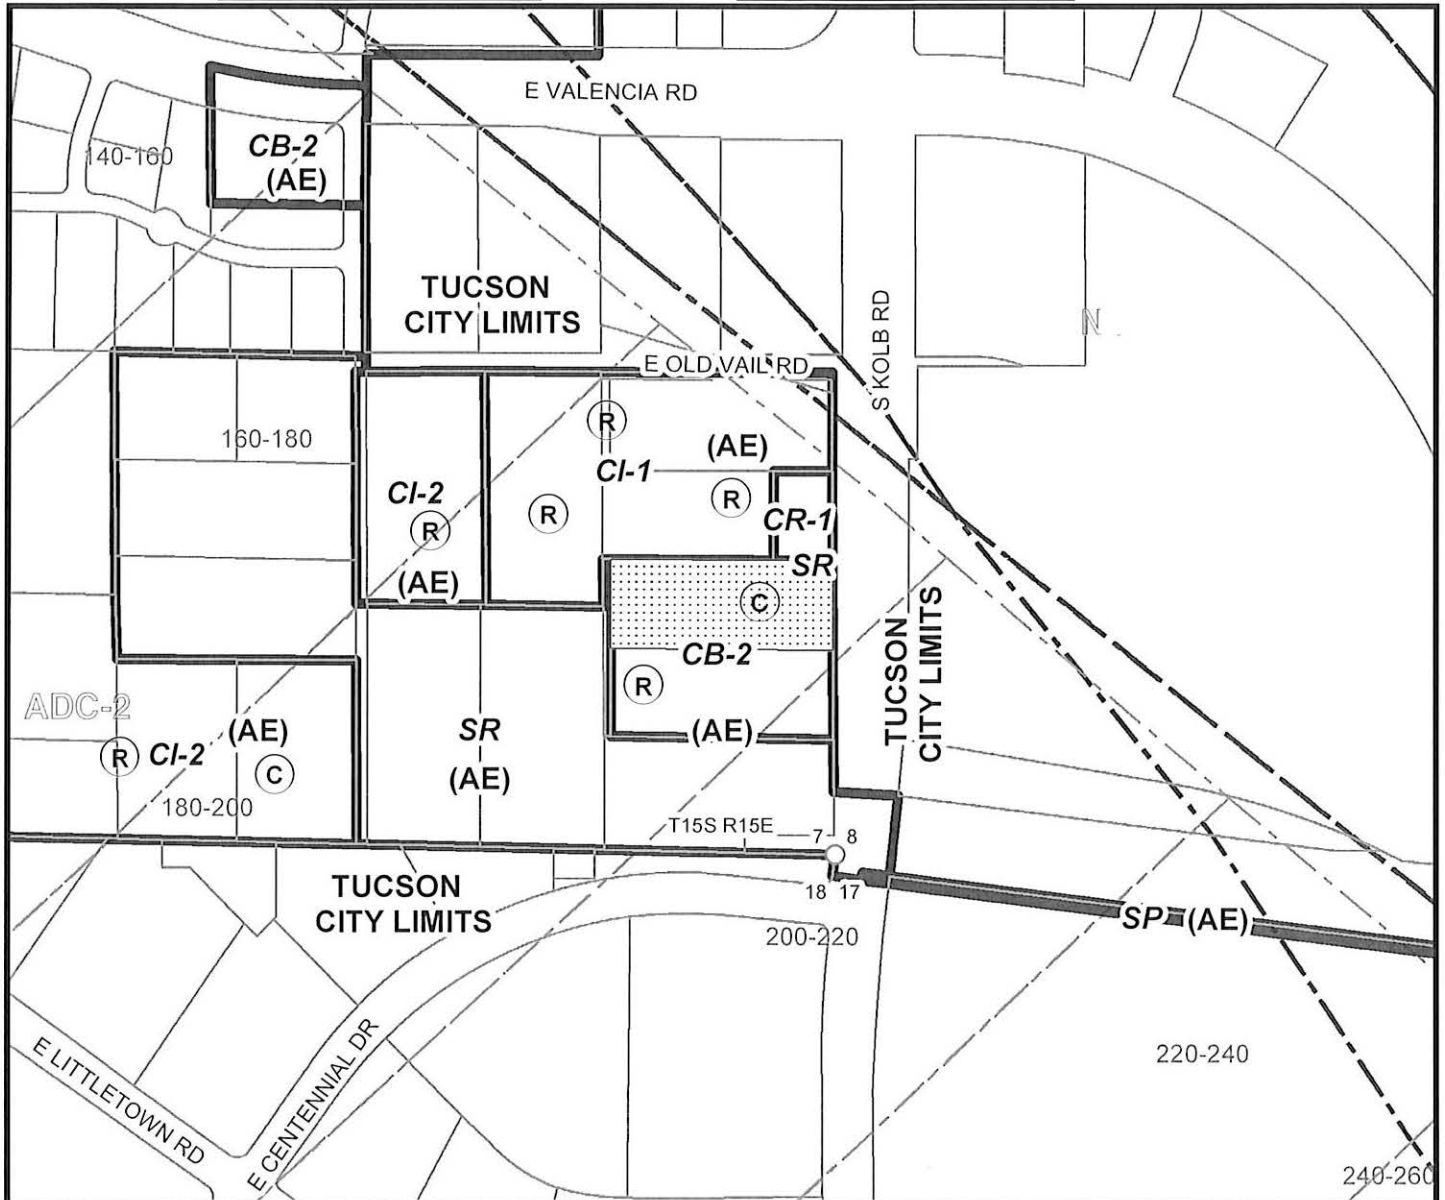 E VALENCIA RD
CB-2
(AE)
140-160
TUCSON
CITY LIMITS
S KOLB RD
N
E OLD VAIL RD
160-180
R
(AE)
CI-1
CI-2
R
R
R
CR-1
SR
(AE)
C
CB-2
R
TUCSON
CITY LIMITS
ADC-2
(AE)
R
CI-2
C
180-200
SR
(AE)
(AE)
T15S R15E
7
8
18
17
TUCSON
CITY LIMITS
SP (AE)
200-220
E LITTLETOWN RD
E CENTENNIAL DR
220-240
240-260